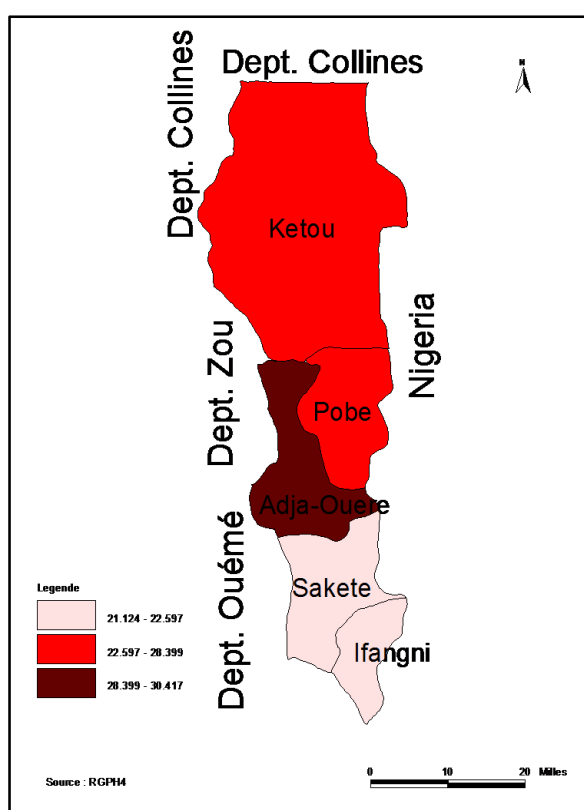 Dept. Collines
N
Dept. Collines
Ketou
Nigeria
Dept. Zou
Pobe
Adja-Ouere
Dept. Ouémé
Sakete
Ifangni
Legende
21.124 - 22.597
22.597 - 28.399
28.399 - 30.417
Source : RGPH4
0 10 20 Milles